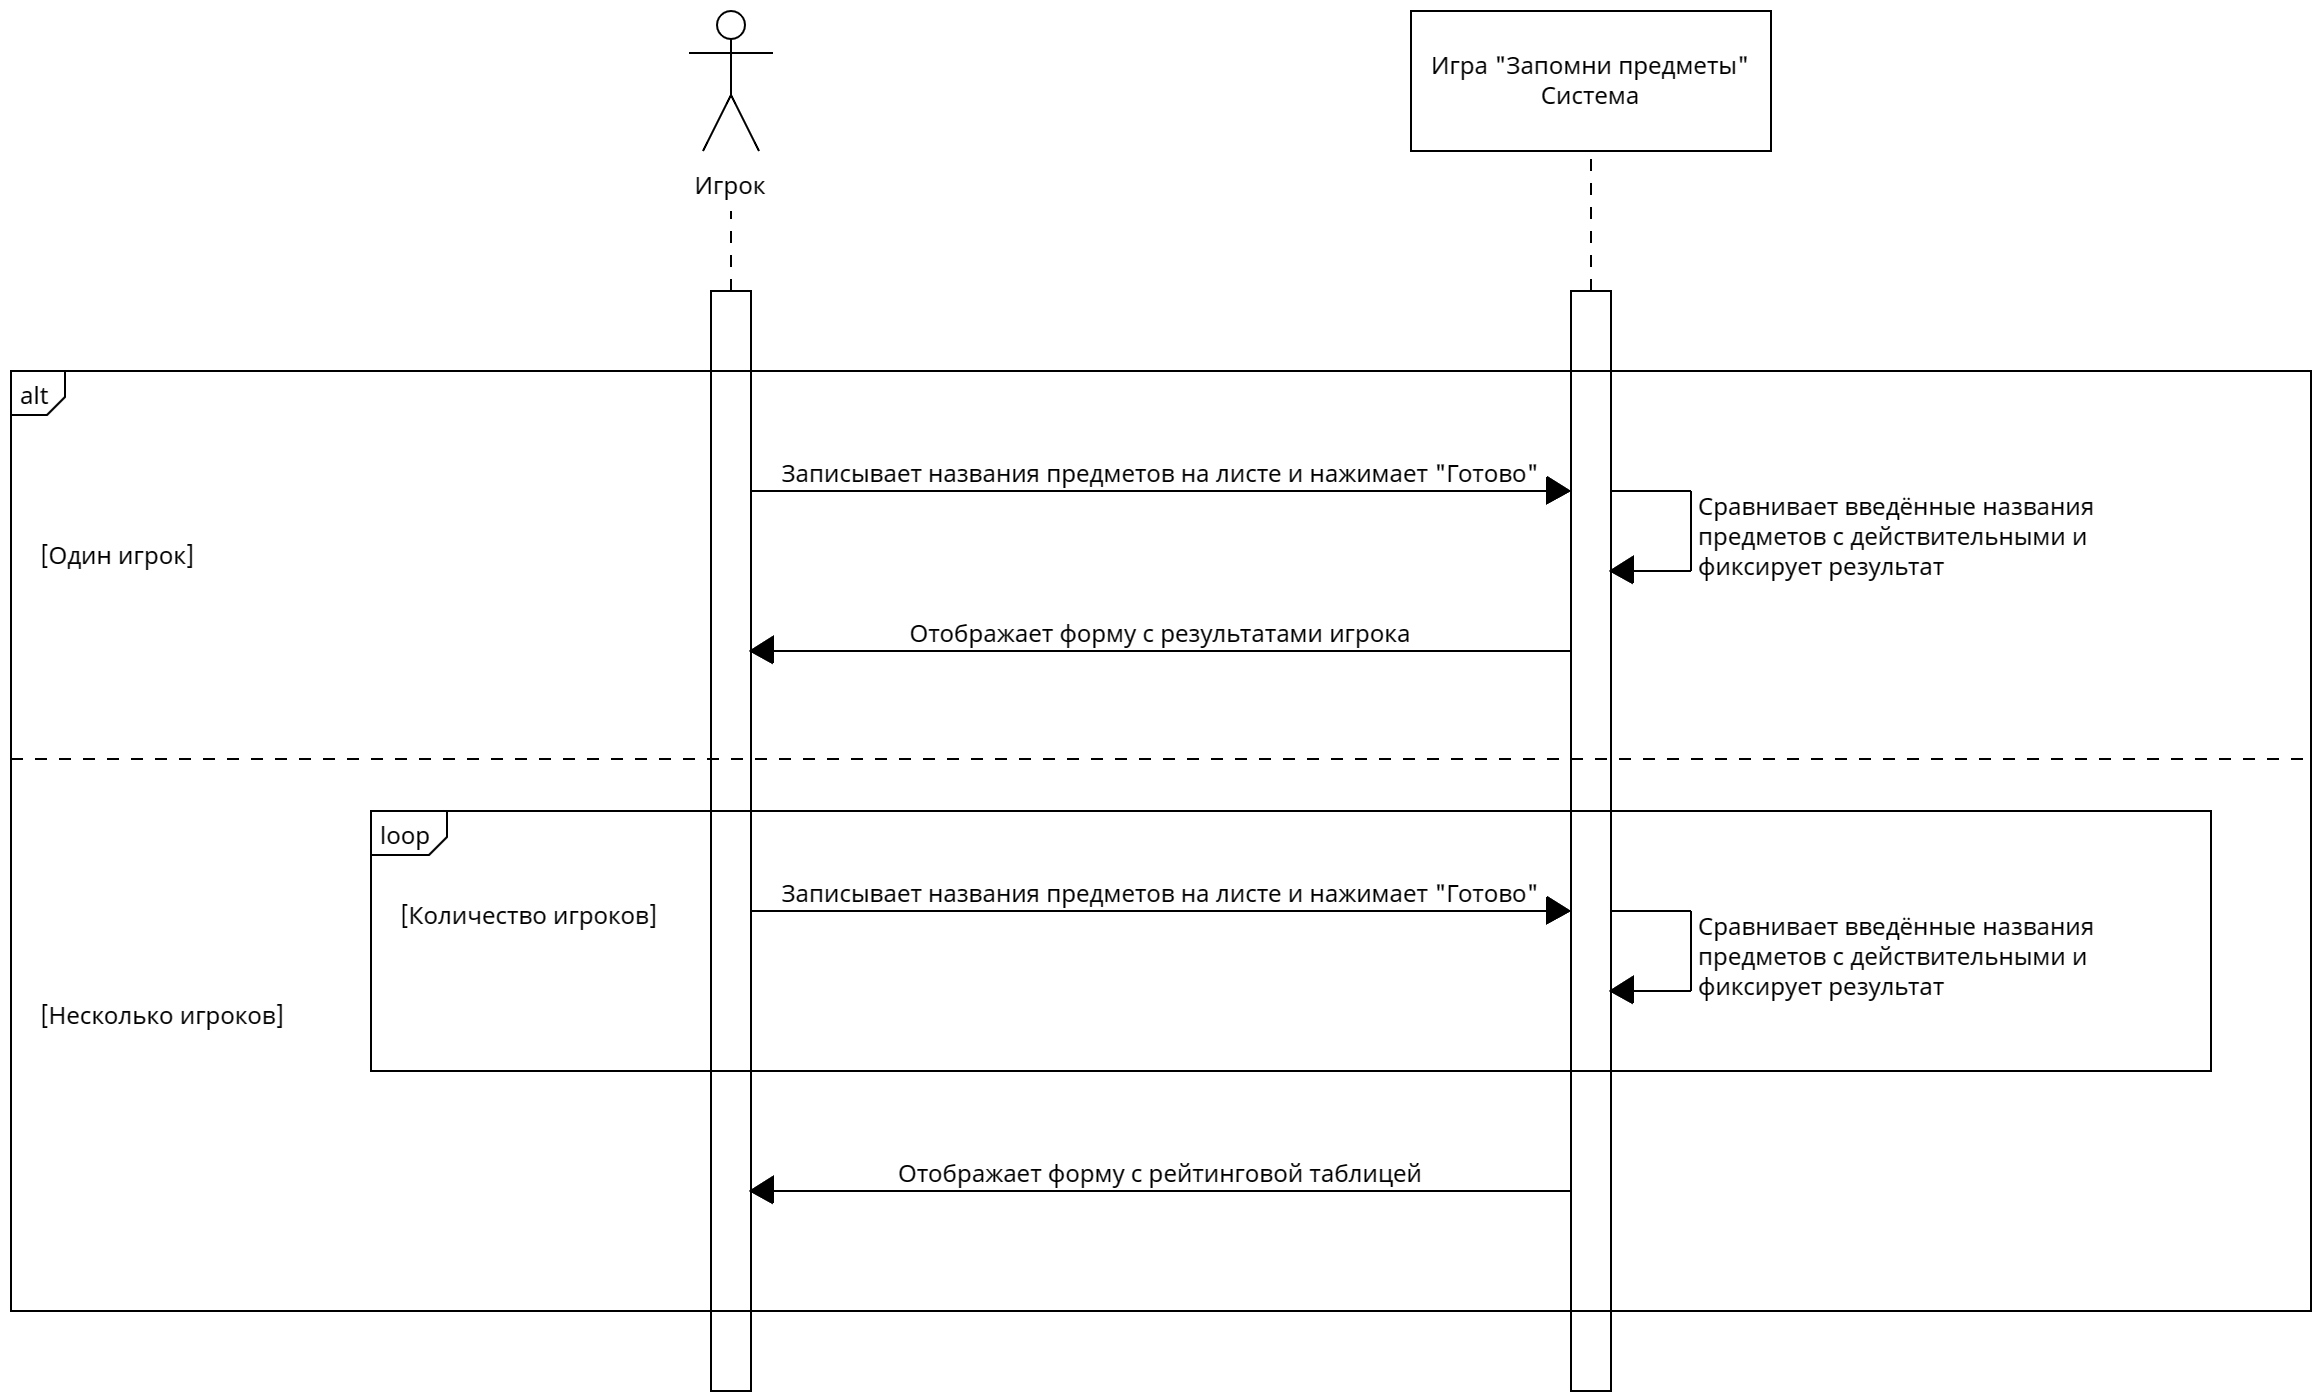 Игра "Запомни предметы"
Система
Игрок
alt
Записывает названия предметов на листе и нажимает "Готово"
Сравнивает введённые названия
предметов с действительными и
фиксирует результат
[Один игрок]
Отображает форму с результатами игрока
loop
Записывает названия предметов на листе и нажимает "Готово"
[Количество игроков]
Сравнивает введённые названия
предметов с действительными и
фиксирует результат
[Несколько игроков]
Отображает форму с рейтинговой таблицей